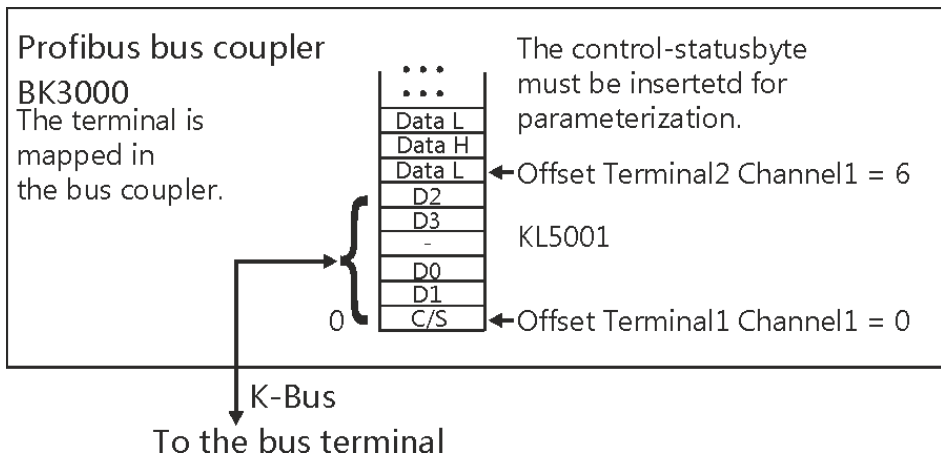 Profibus bus coupler
BK3000
The terminal is
mapped in
the bus coupler.
The control-statusbyte
must be insertetd for
parameterization.
•••
•••
Data L
Data H
Data L
Offset Terminal2 Channel1 = 6
D2
D3
KL5001
-
D0
D1
0
C/S
Offset Terminal1 Channel1 = 0
K-Bus
To the bus terminal